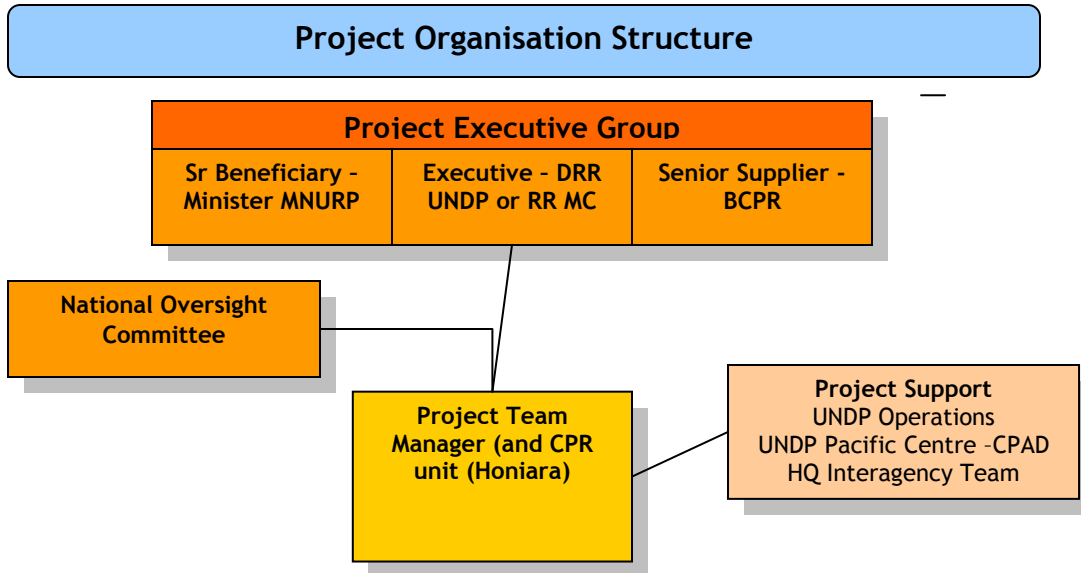 Project Organisation Structure
Project Executive Group
Sr Beneficiary –
Minister MNURP
Executive – DRR
UNDP or RR MC
Senior Supplier -
BCPR
National Oversight
Committee
Project Team
Manager (and CPR
unit (Honiara)
Project Support
UNDP Operations
UNDP Pacific Centre –CPAD
HQ Interagency Team